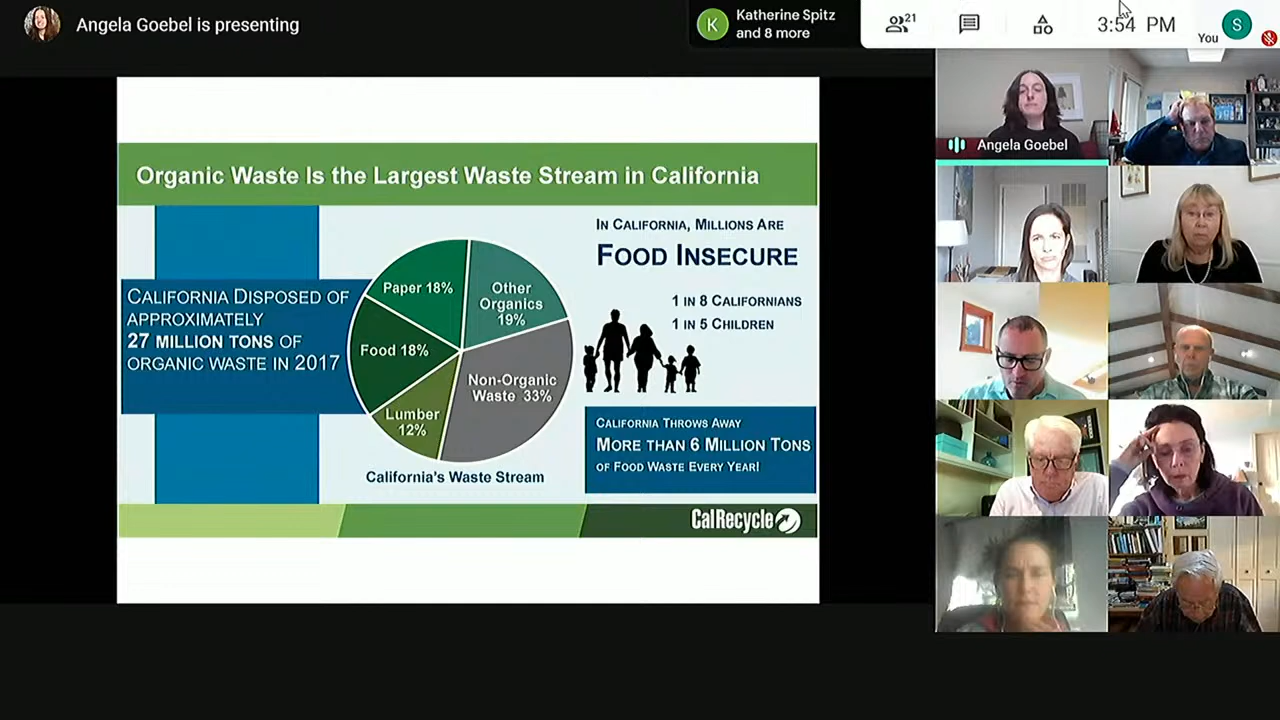 Angela Goebel is presenting
K
Katherine Spitz
and 8 more
21
3:54 PM
You
S
Angela Goebel
Organic Waste Is the Largest Waste Stream in California
CALIFORNIA DISPOSED OF
APPROXIMATELY
27 MILLION TONS OF
ORGANIC WASTE IN 2017
Paper 18%
Other
Organics
19%
Food 18%
Non-Organic
Waste 33%
Lumber
12%
California's Waste Stream
IN CALIFORNIA, MILLIONS ARE
FOOD INSECURE
1 IN 8 CALIFORNIANS
1 IN 5 CHILDREN
CALIFORNIA THROWS AWAY
MORE THAN 6 MILLION TONS
OF FOOD WASTE EVERY YEAR!
CalRecycle